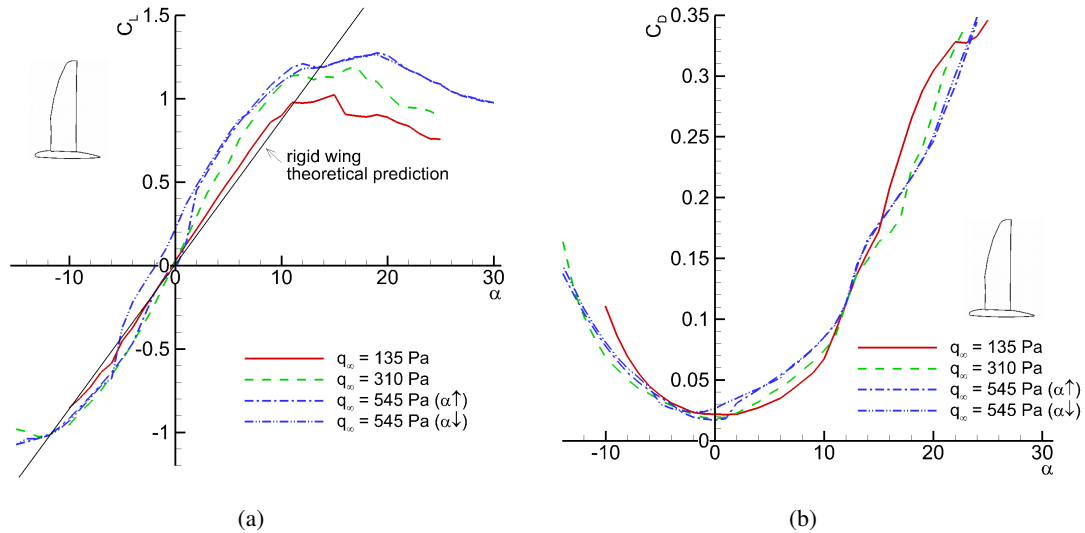 C_L
1.5
1
0.5
0
-0.5
-1
-10
10
20
30
α
rigid wing
theoretical prediction
q∞ = 135 Pa
q∞ = 310 Pa
q∞ = 545 Pa (α↑)
q∞ = 545 Pa (α↓)
(a)
C_D
0.35
0.3
0.25
0.2
0.15
0.1
0.05
0
-10
0
10
20
30
α
q∞ = 135 Pa
q∞ = 310 Pa
q∞ = 545 Pa (α↑)
q∞ = 545 Pa (α↓)
(b)